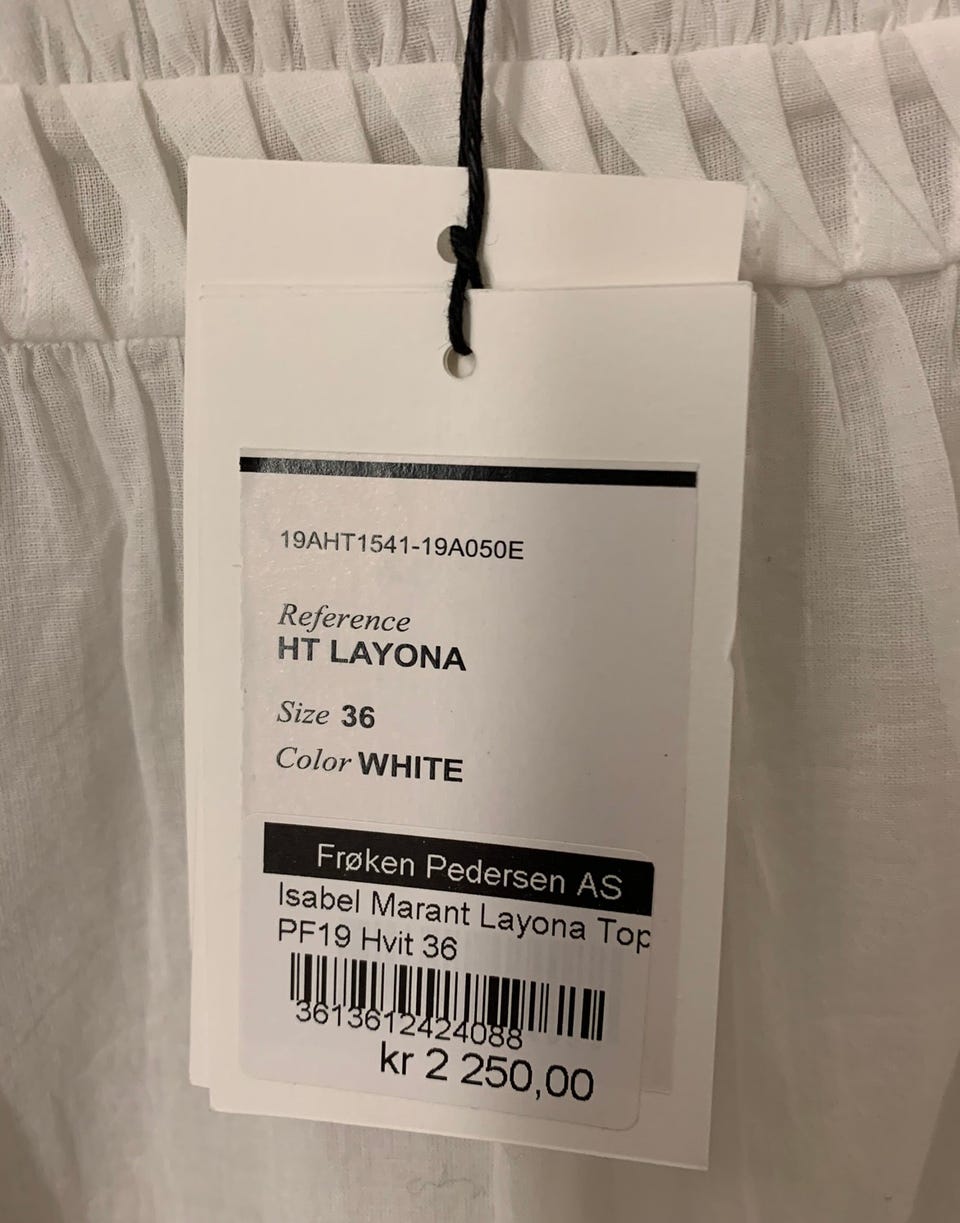 19AHT1541-19A050E
Reference
HT LAYONA
Size 36
Color WHITE
Frøken Pedersen AS
Isabel Marant Layona Top
PF19 Hvit 36
3613612424088
kr 2 250,00